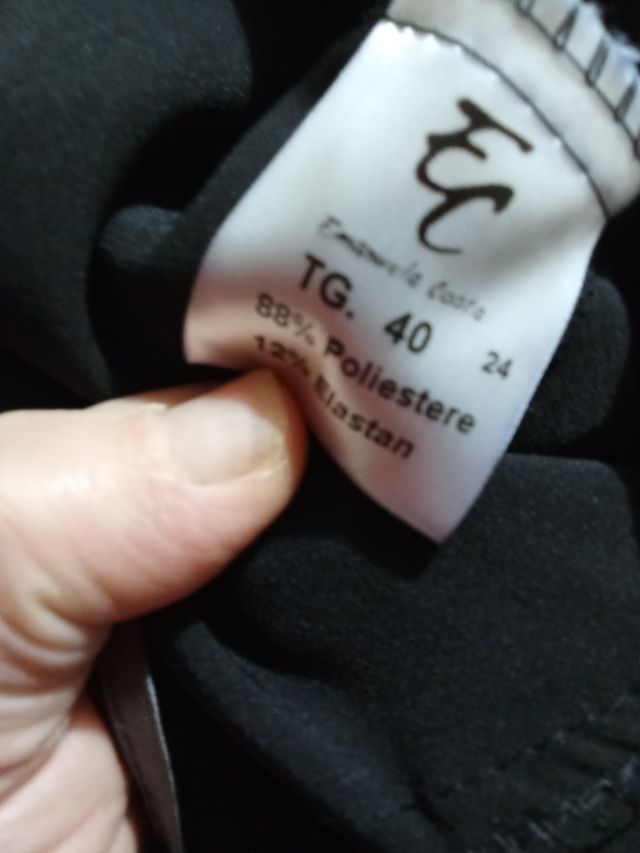 EC
Emanuela Costa
TG. 40
24
88% Poliestere
12% Elastan